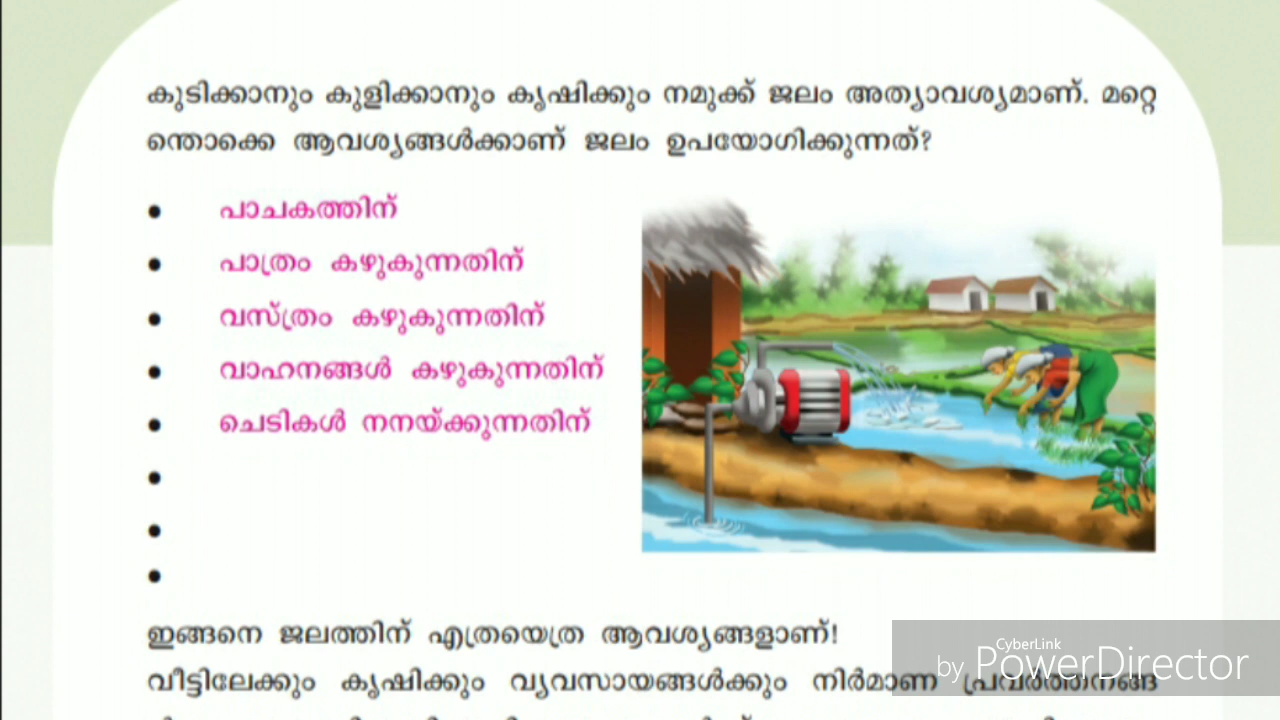 കുടിക്കാനും കുളിക്കാനും കൃഷിക്കും നമുക്ക് ജലം അത്യാവശ്യമാണ്. മറ്റെ
ന്തൊക്കെ ആവശ്യങ്ങൾക്കാണ് ജലം ഉപയോഗിക്കുന്നത്?
● പാചകത്തിന്
● പാത്രം കഴുകുന്നതിന്
● വസ്ത്രം കഴുകുന്നതിന്
● വാഹനങ്ങൾ കഴുകുന്നതിന്
● ചെടികൾ നനയ്ക്കുന്നതിന്
●
●
●
ഇങ്ങനെ ജലത്തിന് എത്രയെത്ര ആവശ്യങ്ങളാണ്!
വീട്ടിലേക്കും കൃഷിക്കും വ്യവസായങ്ങൾക്കും നിർമാണ പ്രവർത്തനങ്ങ
CyberLink
by PowerDirector